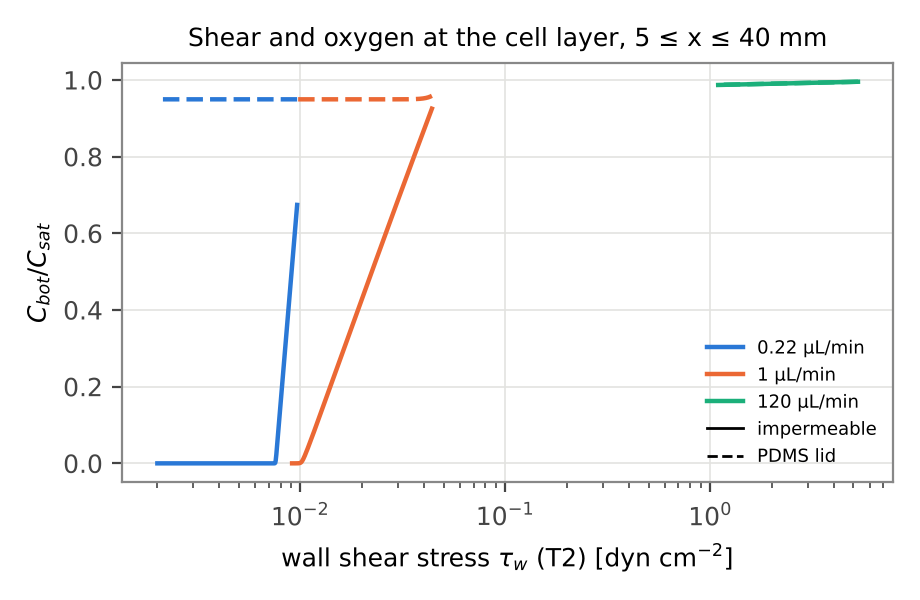 Shear and oxygen at the cell layer, 5 ≤ x ≤ 40 mm
C_bot/C_sat
1.0
0.8
0.6
0.4
0.2
0.0
0.22 μL/min
1 μL/min
120 μL/min
impermeable
PDMS lid
10⁻² 10⁻¹ 10⁰
wall shear stress τ_w (T2) [dyn cm⁻²]